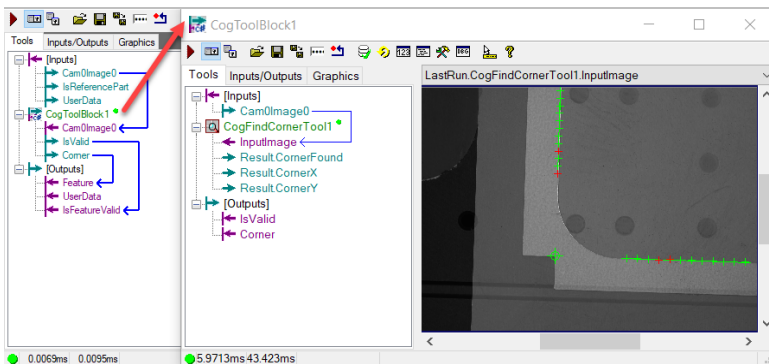 CogToolBlock1
Tools Inputs/Outputs Graphics
[Inputs]
Cam0Image0
IsReferencePart
UserData
CogToolBlock1
Cam0Image0
IsValid
Corner
[Outputs]
Feature
UserData
IsFeatureValid
0.0069ms 0.0095ms
Tools Inputs/Outputs Graphics
[Inputs]
Cam0Image0
CogFindCornerTool1
InputImage
Result.CornerFound
Result.CornerX
Result.CornerY
[Outputs]
IsValid
Corner
LastRun.CogFindCornerTool1.InputImage
5.9713ms 43.423ms